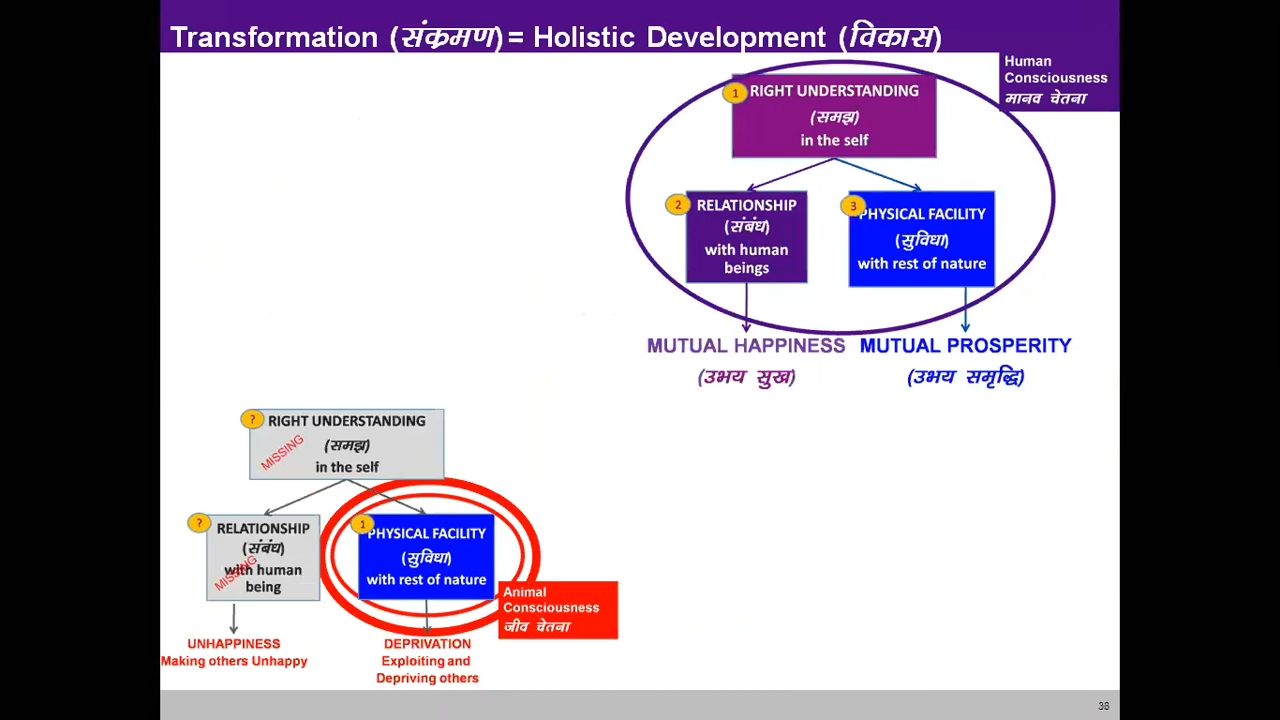 Transformation (संक्रमण) = Holistic Development (विकास)
Human
Consciousness
मानव चेतना
1
RIGHT UNDERSTANDING
(समझ)
in the self
2
RELATIONSHIP
(संबंध)
with human
beings
3
PHYSICAL FACILITY
(सुविधा)
with rest of nature
MUTUAL HAPPINESS
(उभय सुख)
MUTUAL PROSPERITY
(उभय समृद्धि)
?
RIGHT UNDERSTANDING
(समझ)
in the self
MISSING
?
RELATIONSHIP
(संबंध)
with human
being
MISSING
1
PHYSICAL FACILITY
(सुविधा)
with rest of nature
Animal
Consciousness
जीव चेतना
UNHAPPINESS
Making others Unhappy
DEPRIVATION
Exploiting and
Depriving others
38